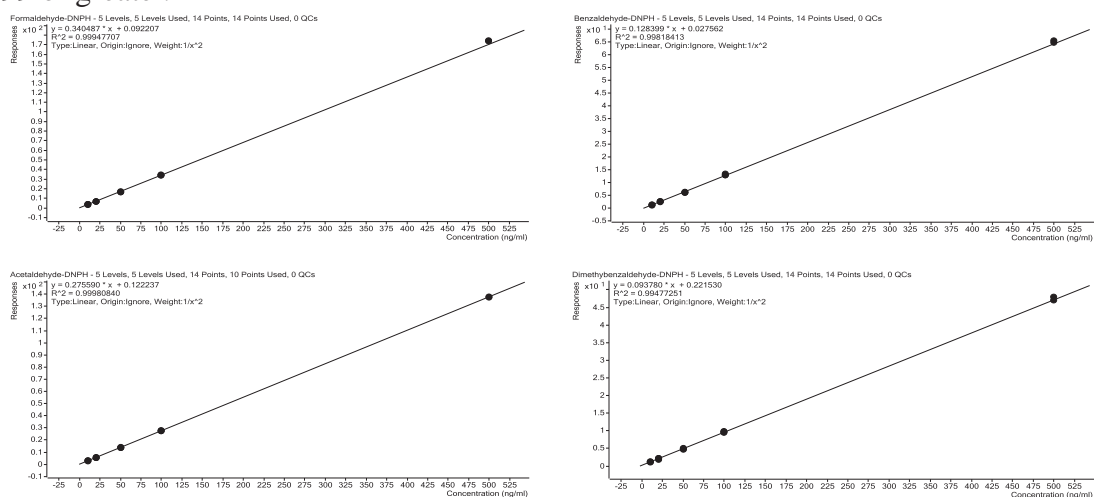 Formaldehyde-DNPH - 5 Levels, 5 Levels Used, 14 Points, 14 Points Used, 0 QCs
Responses
x10 2
y = 0.340487 * x + 0.092207
R^2 = 0.99947707
Type:Linear, Origin:Ignore, Weight:1/x^2
1.7
1.6
1.5
1.4
1.3
1.2
1.1
1
0.9
0.8
0.7
0.6
0.5
0.4
0.3
0.2
0.1
0
-0.1
-25 0 25 50 75 100 125 150 175 200 225 250 275 300 325 350 375 400 425 450 475 500 525
Concentration (ng/ml)
Benzaldehyde-DNPH - 5 Levels, 5 Levels Used, 14 Points, 14 Points Used, 0 QCs
Responses
x10 1
y = 0.128399 * x + 0.027562
R^2 = 0.99818413
Type:Linear, Origin:Ignore, Weight:1/x^2
6.5
6
5.5
5
4.5
4
3.5
3
2.5
2
1.5
1
0.5
0
-0.5
-25 0 25 50 75 100 125 150 175 200 225 250 275 300 325 350 375 400 425 450 475 500 525
Concentration (ng/ml)
Acetaldehyde-DNPH - 5 Levels, 5 Levels Used, 14 Points, 10 Points Used, 0 QCs
Responses
x10 2
y = 0.275590 * x + 0.122237
R^2 = 0.99980840
Type:Linear, Origin:Ignore, Weight:1/x^2
1.4
1.3
1.2
1.1
1
0.9
0.8
0.7
0.6
0.5
0.4
0.3
0.2
0.1
0
-0.1
-25 0 25 50 75 100 125 150 175 200 225 250 275 300 325 350 375 400 425 450 475 500 525
Concentration (ng/ml)
Dimethybenzaldehyde-DNPH - 5 Levels, 5 Levels Used, 14 Points, 14 Points Used, 0 QCs
Responses
x10 1
y = 0.093780 * x + 0.221530
R^2 = 0.99477251
Type:Linear, Origin:Ignore, Weight:1/x^2
4.5
4
3.5
3
2.5
2
1.5
1
0.5
0
-25 0 25 50 75 100 125 150 175 200 225 250 275 300 325 350 375 400 425 450 475 500 525
Concentration (ng/ml)